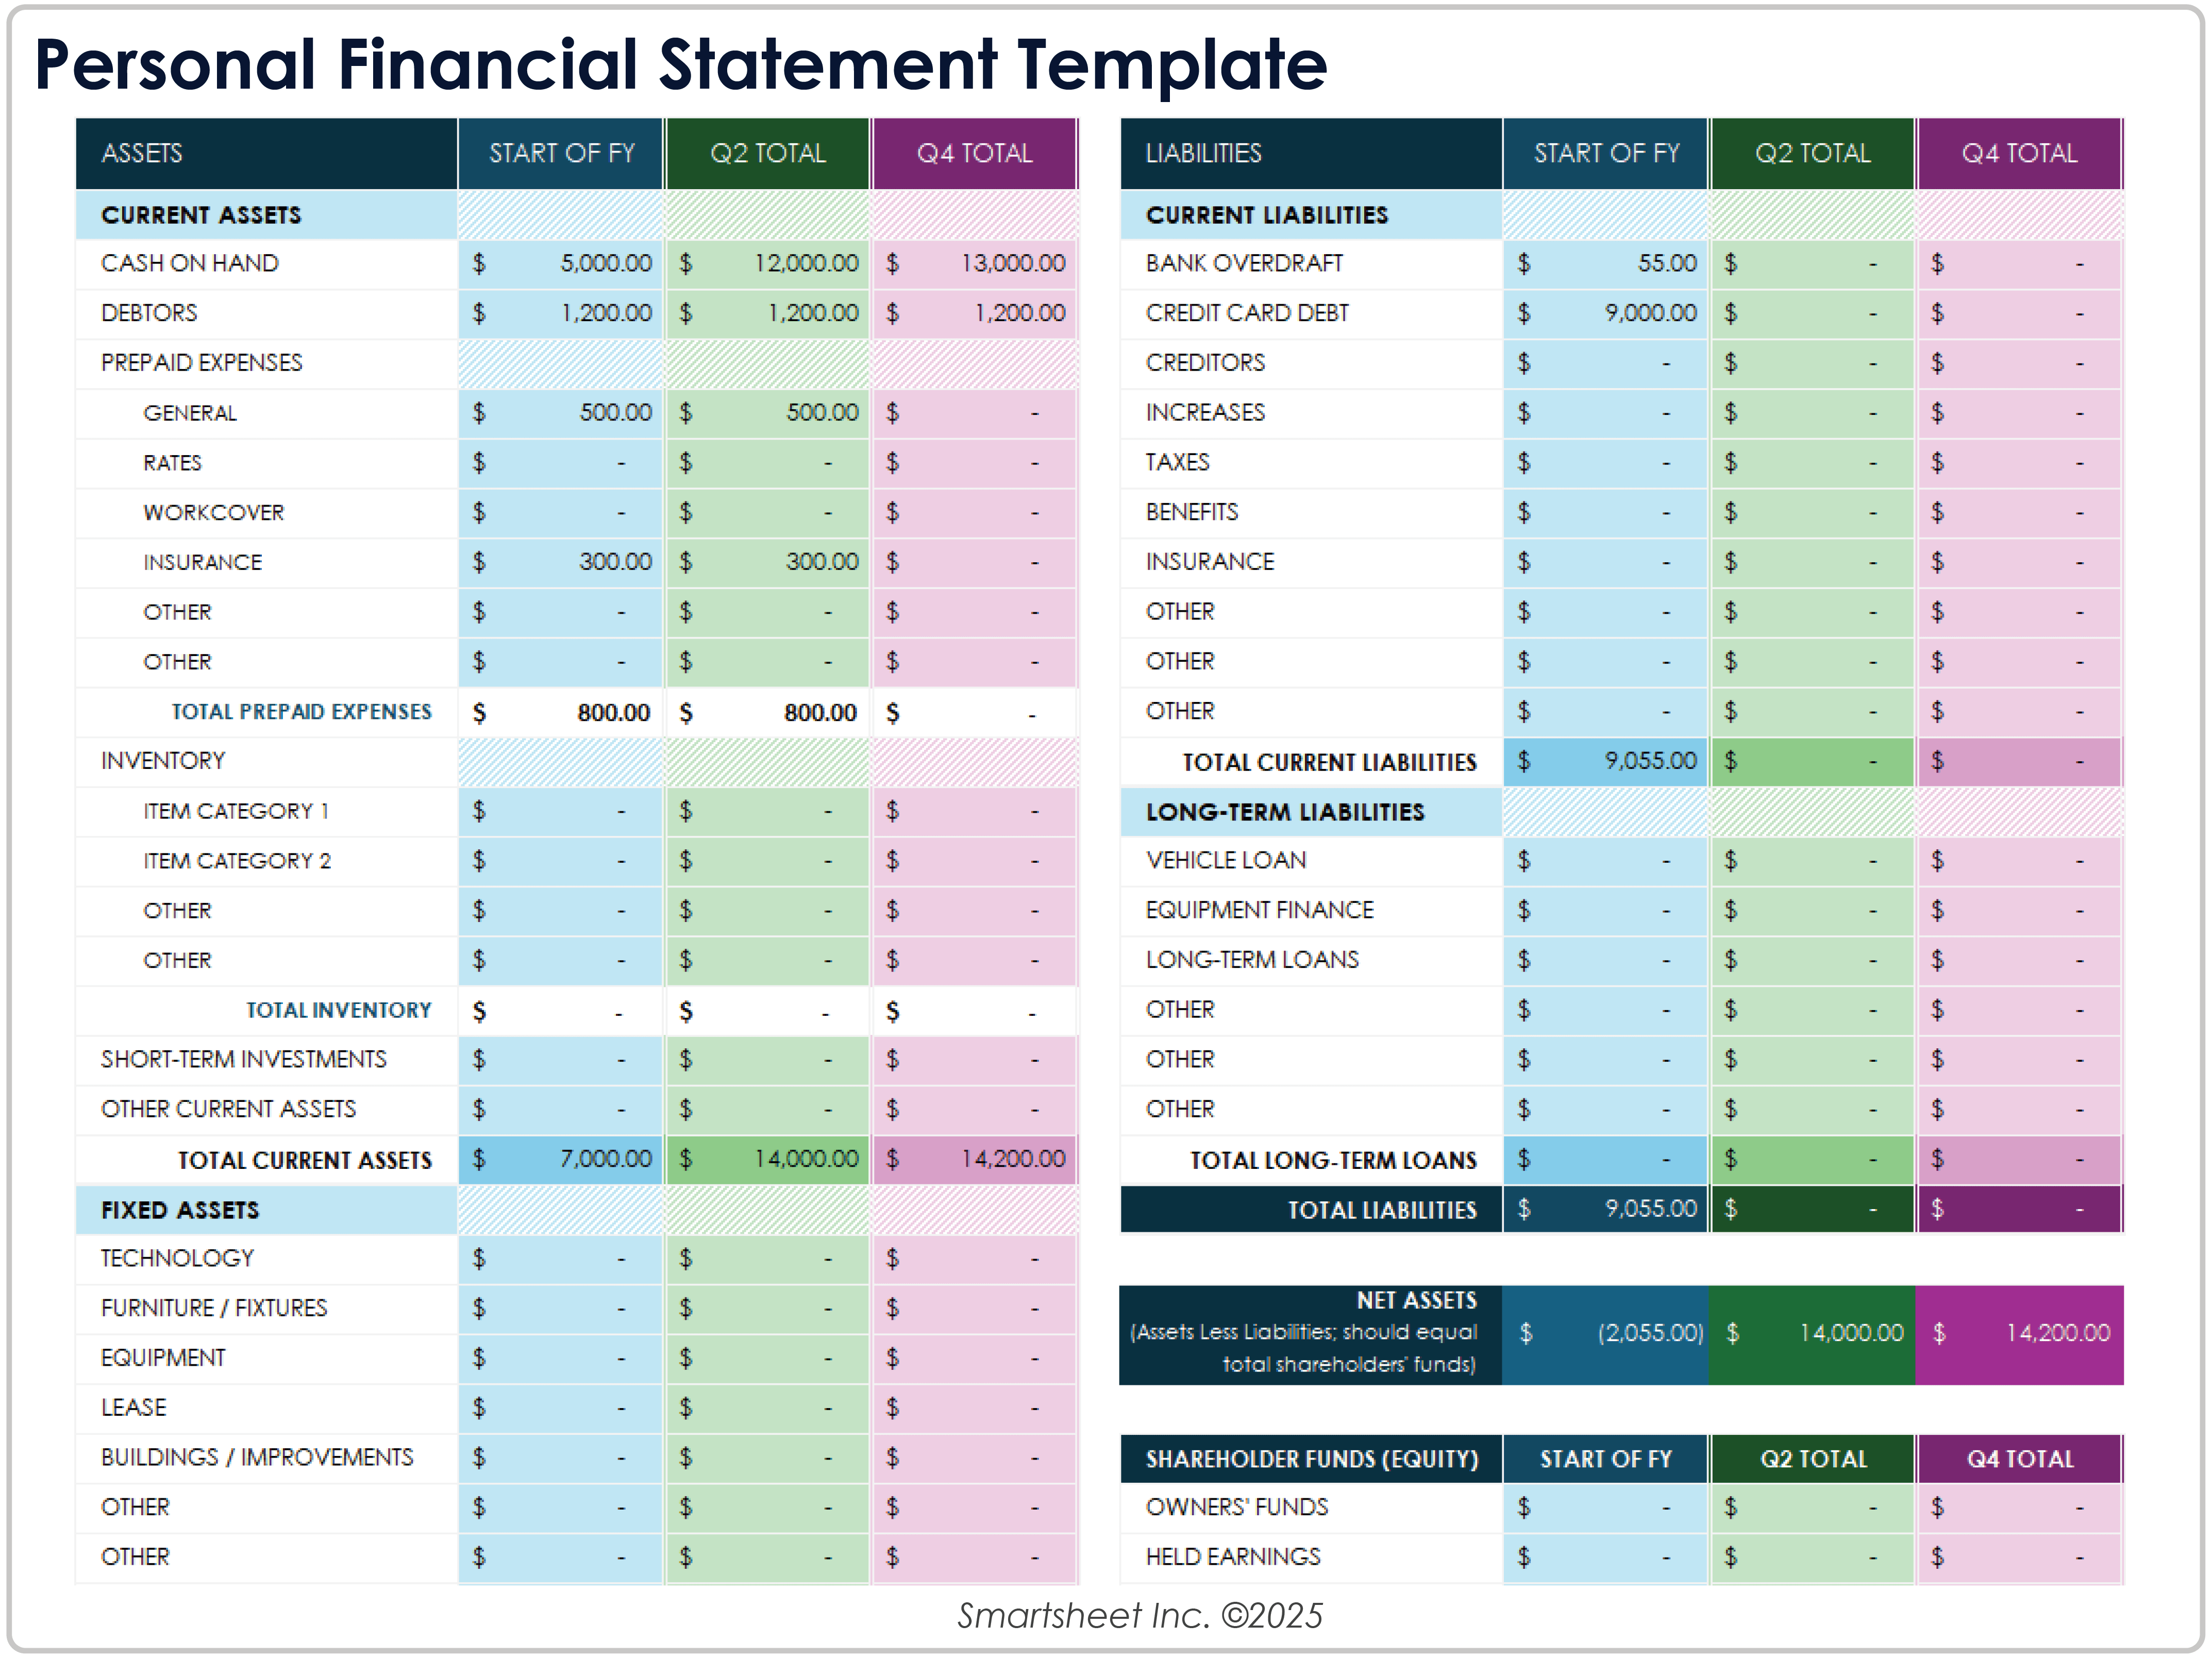 Personal Financial Statement Template
ASSETS START OF FY Q2 TOTAL Q4 TOTAL
CURRENT ASSETS
CASH ON HAND $ 5,000.00 $ 12,000.00 $ 13,000.00
DEBTORS $ 1,200.00 $ 1,200.00 $ 1,200.00
PREPAID EXPENSES
GENERAL $ 500.00 $ 500.00 $ -
RATES $ - $ - $ -
WORKCOVER $ - $ - $ -
INSURANCE $ 300.00 $ 300.00 $ -
OTHER $ - $ - $ -
OTHER $ - $ - $ -
TOTAL PREPAID EXPENSES $ 800.00 $ 800.00 $ -
INVENTORY
ITEM CATEGORY 1 $ - $ - $ -
ITEM CATEGORY 2 $ - $ - $ -
OTHER $ - $ - $ -
OTHER $ - $ - $ -
TOTAL INVENTORY $ - $ - $ -
SHORT-TERM INVESTMENTS $ - $ - $ -
OTHER CURRENT ASSETS $ - $ - $ -
TOTAL CURRENT ASSETS $ 7,000.00 $ 14,000.00 $ 14,200.00
FIXED ASSETS
TECHNOLOGY $ - $ - $ -
FURNITURE / FIXTURES $ - $ - $ -
EQUIPMENT $ - $ - $ -
LEASE $ - $ - $ -
BUILDINGS / IMPROVEMENTS $ - $ - $ -
OTHER $ - $ - $ -
OTHER $ - $ - $ -
LIABILITIES START OF FY Q2 TOTAL Q4 TOTAL
CURRENT LIABILITIES
BANK OVERDRAFT $ 55.00 $ - $ -
CREDIT CARD DEBT $ 9,000.00 $ - $ -
CREDITORS $ - $ - $ -
INCREASES $ - $ - $ -
TAXES $ - $ - $ -
BENEFITS $ - $ - $ -
INSURANCE $ - $ - $ -
OTHER $ - $ - $ -
OTHER $ - $ - $ -
OTHER $ - $ - $ -
TOTAL CURRENT LIABILITIES $ 9,055.00 $ - $ -
LONG-TERM LIABILITIES
VEHICLE LOAN $ - $ - $ -
EQUIPMENT FINANCE $ - $ - $ -
LONG-TERM LOANS $ - $ - $ -
OTHER $ - $ - $ -
OTHER $ - $ - $ -
OTHER $ - $ - $ -
TOTAL LONG-TERM LOANS $ - $ - $ -
TOTAL LIABILITIES $ 9,055.00 $ - $ -
NET ASSETS
(Assets Less Liabilities; should equal $ (2,055.00) $ 14,000.00 $ 14,200.00
total shareholders' funds)
SHAREHOLDER FUNDS (EQUITY) START OF FY Q2 TOTAL Q4 TOTAL
OWNERS' FUNDS $ - $ - $ -
HELD EARNINGS $ - $ - $ -
Smartsheet Inc. ©2025